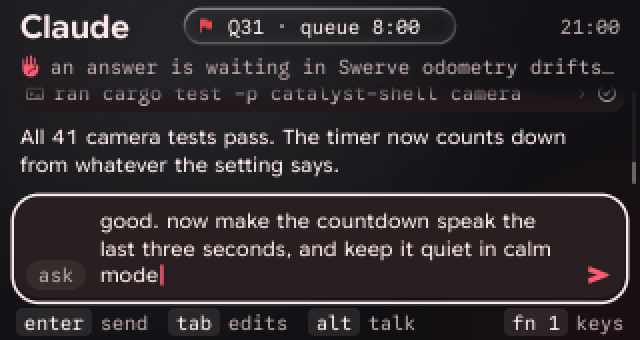 Claude
Q31 · queue 8:00
21:00
an answer is waiting in Swerve odometry drifts…
ran cargo test -p catalyst-shell camera
All 41 camera tests pass. The timer now counts down
from whatever the setting says.
good. now make the countdown speak the
last three seconds, and keep it quiet in calm
ask mode
enter send tab edits alt talk fn 1 keys